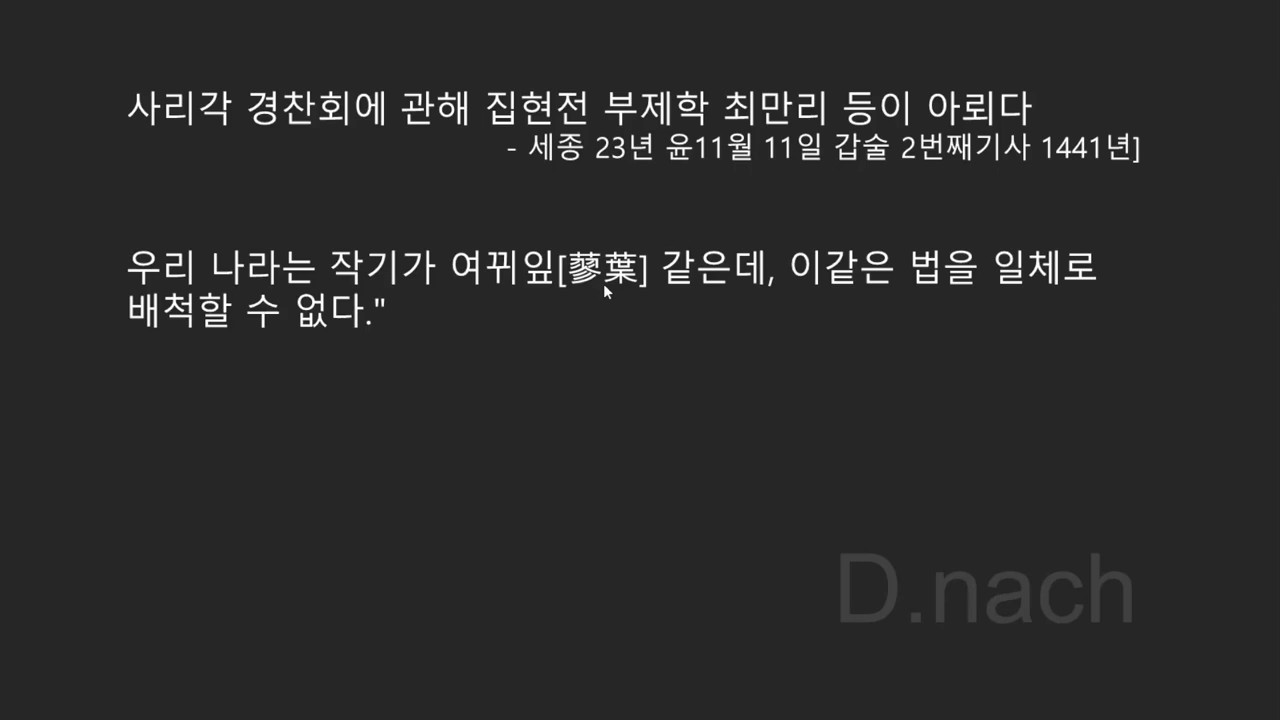 사리각 경찬회에 관해 집현전 부제학 최만리 등이 아뢰다
- 세종 23년 윤11월 11일 갑술 2번째기사 1441년]
우리 나라는 작기가 여뀌잎[蓼葉] 같은데, 이같은 법을 일체로
배척할 수 없다."
D.nach